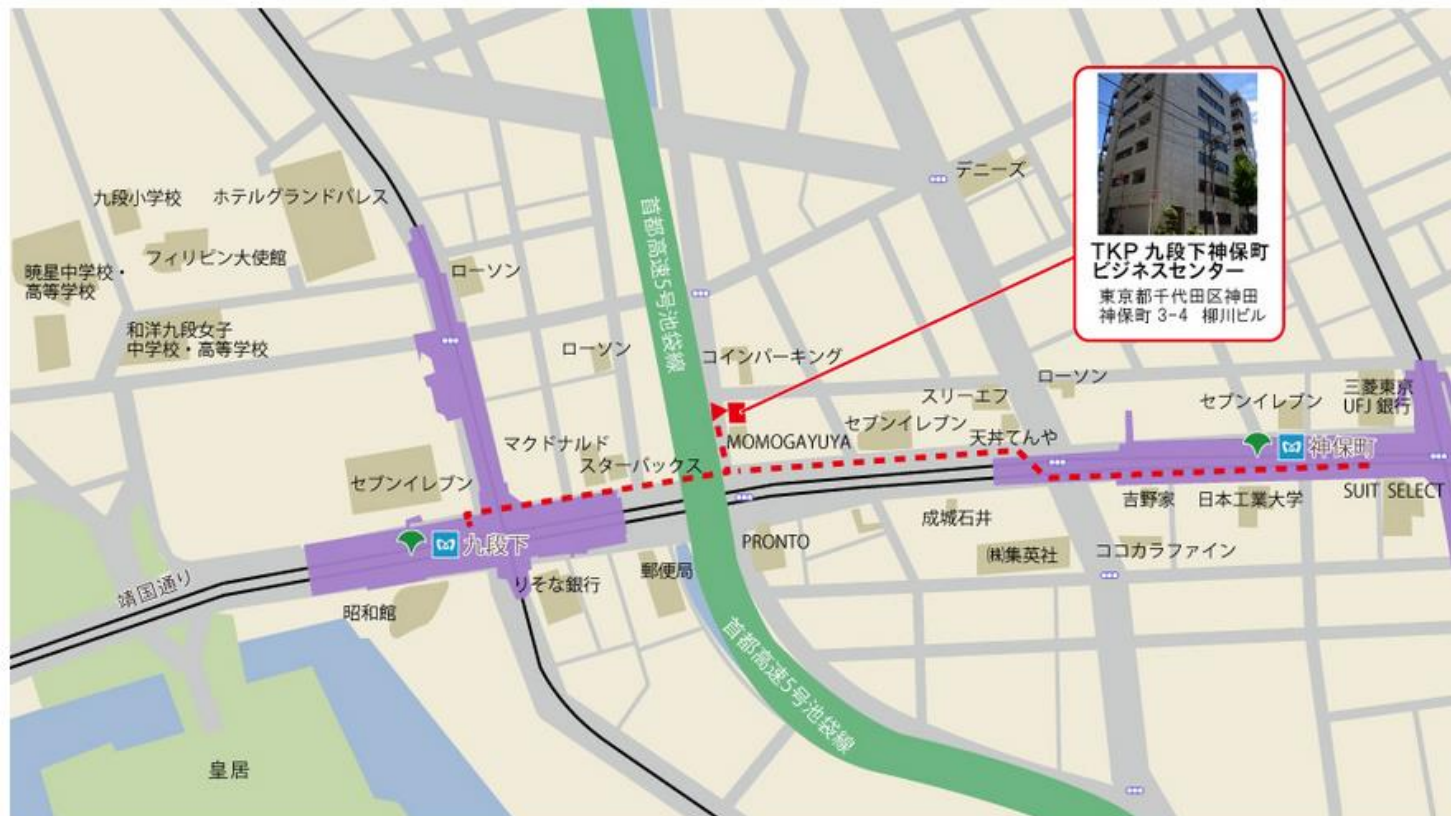 デニーズ
TKP 九段下神保町
ビジネスセンター
東京都千代田区神田
神保町 3-4 柳川ビル
九段小学校
ホテルグランドパレス
フィリピン大使館
暁星中学校・
高等学校
和洋九段女子
中学校・高等学校
ローソン
首都高速5号池袋線
ローソン
コインパーキング
ローソン
スリーエフ
セブンイレブン
三菱東京
UFJ 銀行
セブンイレブン
天丼てんや
MOMOGAYUYA
マクドナルド
スターバックス
セブンイレブン
神保町
吉野家
日本工業大学
SUIT SELECT
成城石井
九段下
PRONTO
㈱集英社
ココカラファイン
郵便局
りそな銀行
靖国通り
昭和館
首都高速5号池袋線
皇居